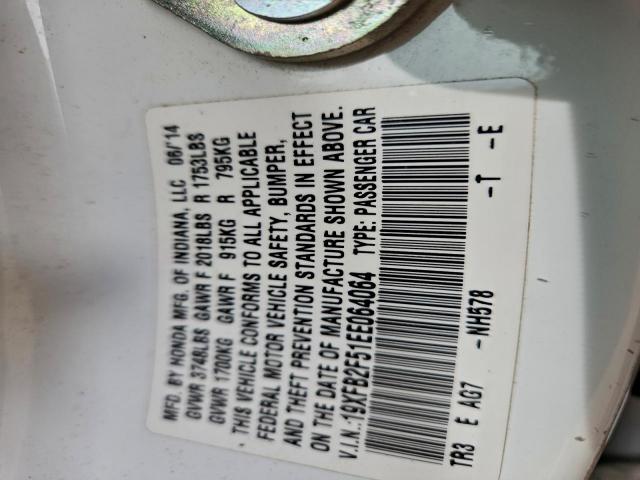 MFD. BY HONDA MFG. OF INDIANA, LLC 06/14
GVWR 3748LBS GAWR F 2018LBS R 1753LBS
GVWR 1700KG GAWR F 915KG R 795KG
THIS VEHICLE CONFORMS TO ALL APPLICABLE
FEDERAL MOTOR VEHICLE SAFETY, BUMPER,
AND THEFT PREVENTION STANDARDS IN EFFECT
ON THE DATE OF MANUFACTURE SHOWN ABOVE.
V.I.N.:19XFB2F51EE064064 TYPE: PASSENGER CAR
TR3 E AG7 -NH578 -T -E